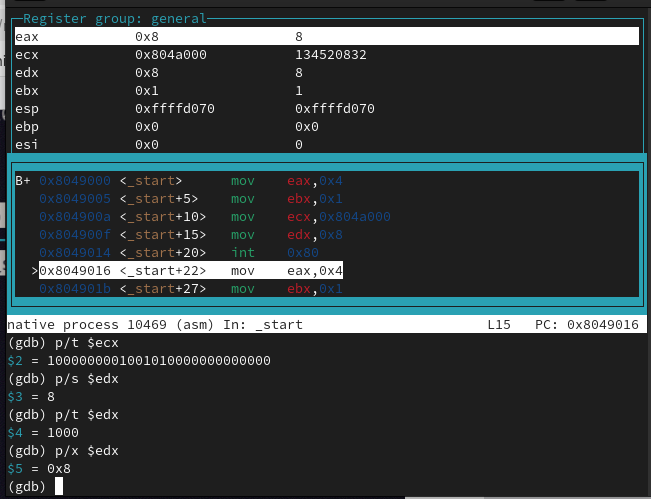 Register group: general
eax 0x8 8
ecx 0x804a000 134520832
edx 0x8 8
ebx 0x1 1
esp 0xffffd070 0xffffd070
ebp 0x0 0x0
esi 0x0 0
B+ 0x8049000 <_start> mov eax,0x4
0x8049005 <_start+5> mov ebx,0x1
0x804900a <_start+10> mov ecx,0x804a000
0x804900f <_start+15> mov edx,0x8
0x8049014 <_start+20> int 0x80
>0x8049016 <_start+22> mov eax,0x4
0x804901b <_start+27> mov ebx,0x1
native process 10469 (asm) In: _start L15 PC: 0x8049016
(gdb) p/t $ecx
$2 = 1000000001001010000000000000
(gdb) p/s $edx
$3 = 8
(gdb) p/t $edx
$4 = 1000
(gdb) p/x $edx
$5 = 0x8
(gdb)